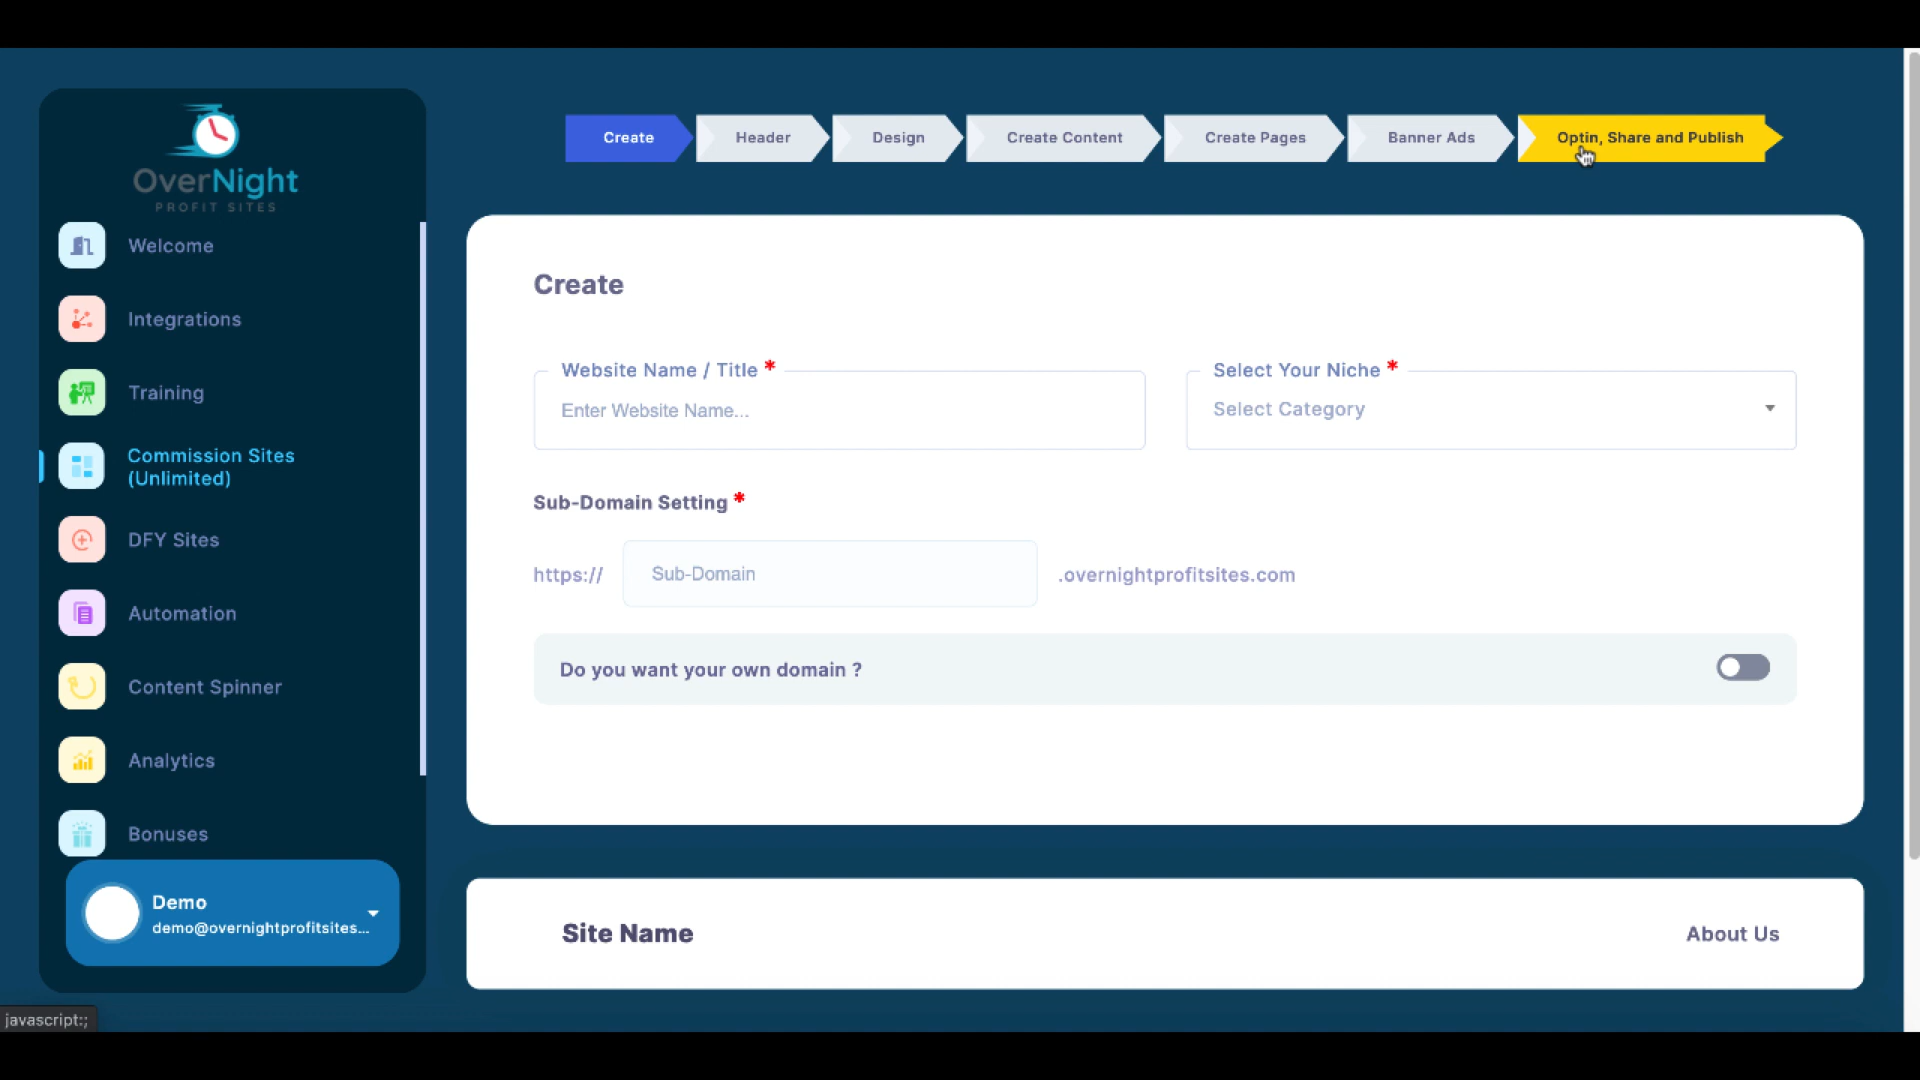 OverNight
PROFIT SITES
Welcome
Integrations
Training
Commission Sites
(Unlimited)
DFY Sites
Automation
Content Spinner
Analytics
Bonuses
Demo
demo@overnightprofitsites...
javascript:;
Create
Header
Design
Create Content
Create Pages
Banner Ads
Optin, Share and Publish
Create
Website Name / Title *
Enter Website Name...
Select Your Niche *
Select Category
Sub-Domain Setting *
https://
Sub-Domain
.overnightprofitsites.com
Do you want your own domain ?
Site Name
About Us